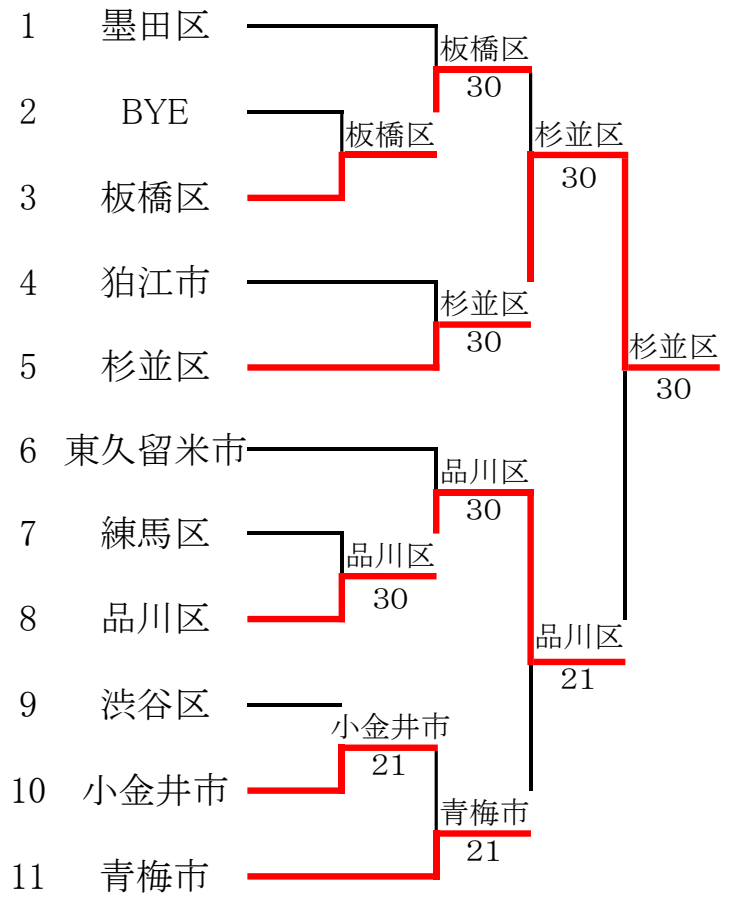 1 墨田区
板橋区
30
2 BYE
板橋区
杉並区
30
3 板橋区
4 狛江市
杉並区
30
5 杉並区
杉並区
30
6 東久留米市
品川区
30
7 練馬区
品川区
30
8 品川区
品川区
21
9 渋谷区
小金井市
21
10 小金井市
青梅市
21
11 青梅市